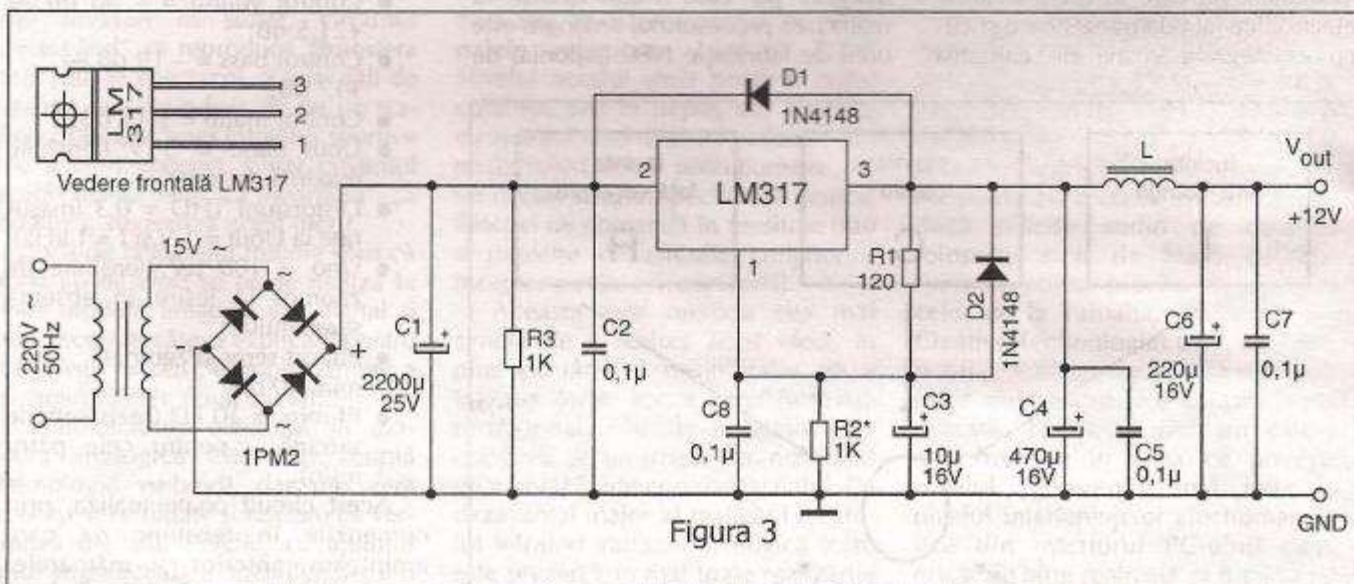 LM
317
3
2
1
Vedere frontală LM317
D1
1N4148
2
LM317
3
1
L
V out
+12V
15V ~
~
220V ~
50Hz
+
~
1PM2
C1
+
2200µ
25V
R3
1K
C2
0,1µ
R1
120
D2
1N4148
C8
0,1µ
R2*
1K
C3
+
10µ
16V
C4
+
470µ
16V
C5
0,1µ
C6
+
220µ
16V
C7
0,1µ
GND
Figura 3